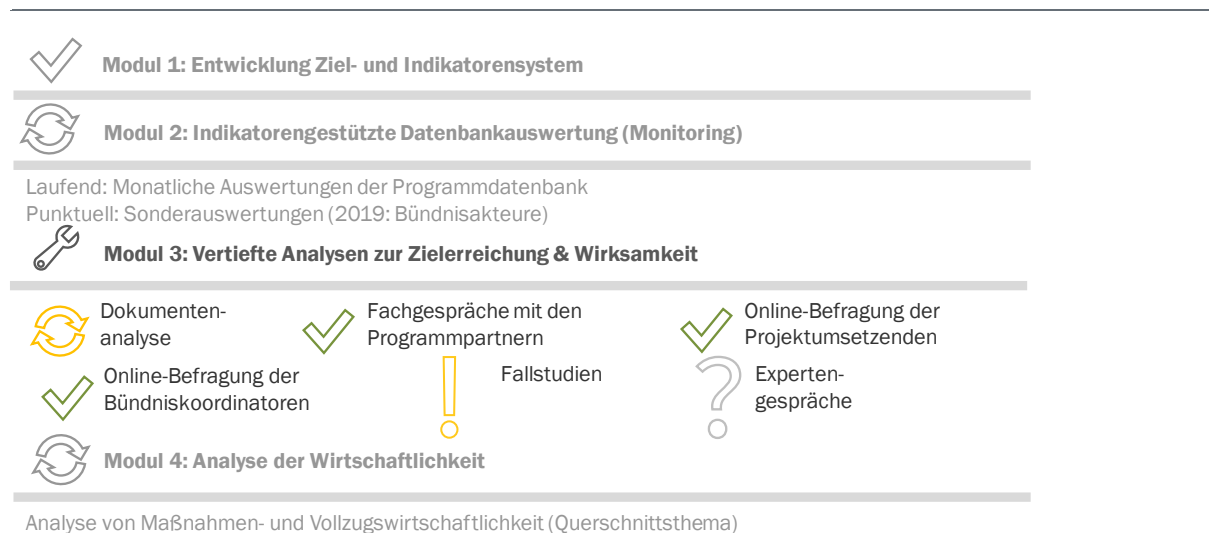 Modul 1: Entwicklung Ziel- und Indikatorensystem
Modul 2: Indikatorengestützte Datenbankauswertung (Monitoring)
Laufend: Monatliche Auswertungen der Programmdatenbank
Punktuell: Sonderauswertungen (2019: Bündnisakteure)
Modul 3: Vertiefte Analysen zur Zielerreichung & Wirksamkeit
Dokumenten-
analyse
Fachgespräche mit den
Programmpartnern
Online-Befragung der
Projektumsetzenden
Online-Befragung der
Bündniskoordinatoren
Fallstudien
Experten-
gespräche
Modul 4: Analyse der Wirtschaftlichkeit
Analyse von Maßnahmen- und Vollzugswirtschaftlichkeit (Querschnittsthema)